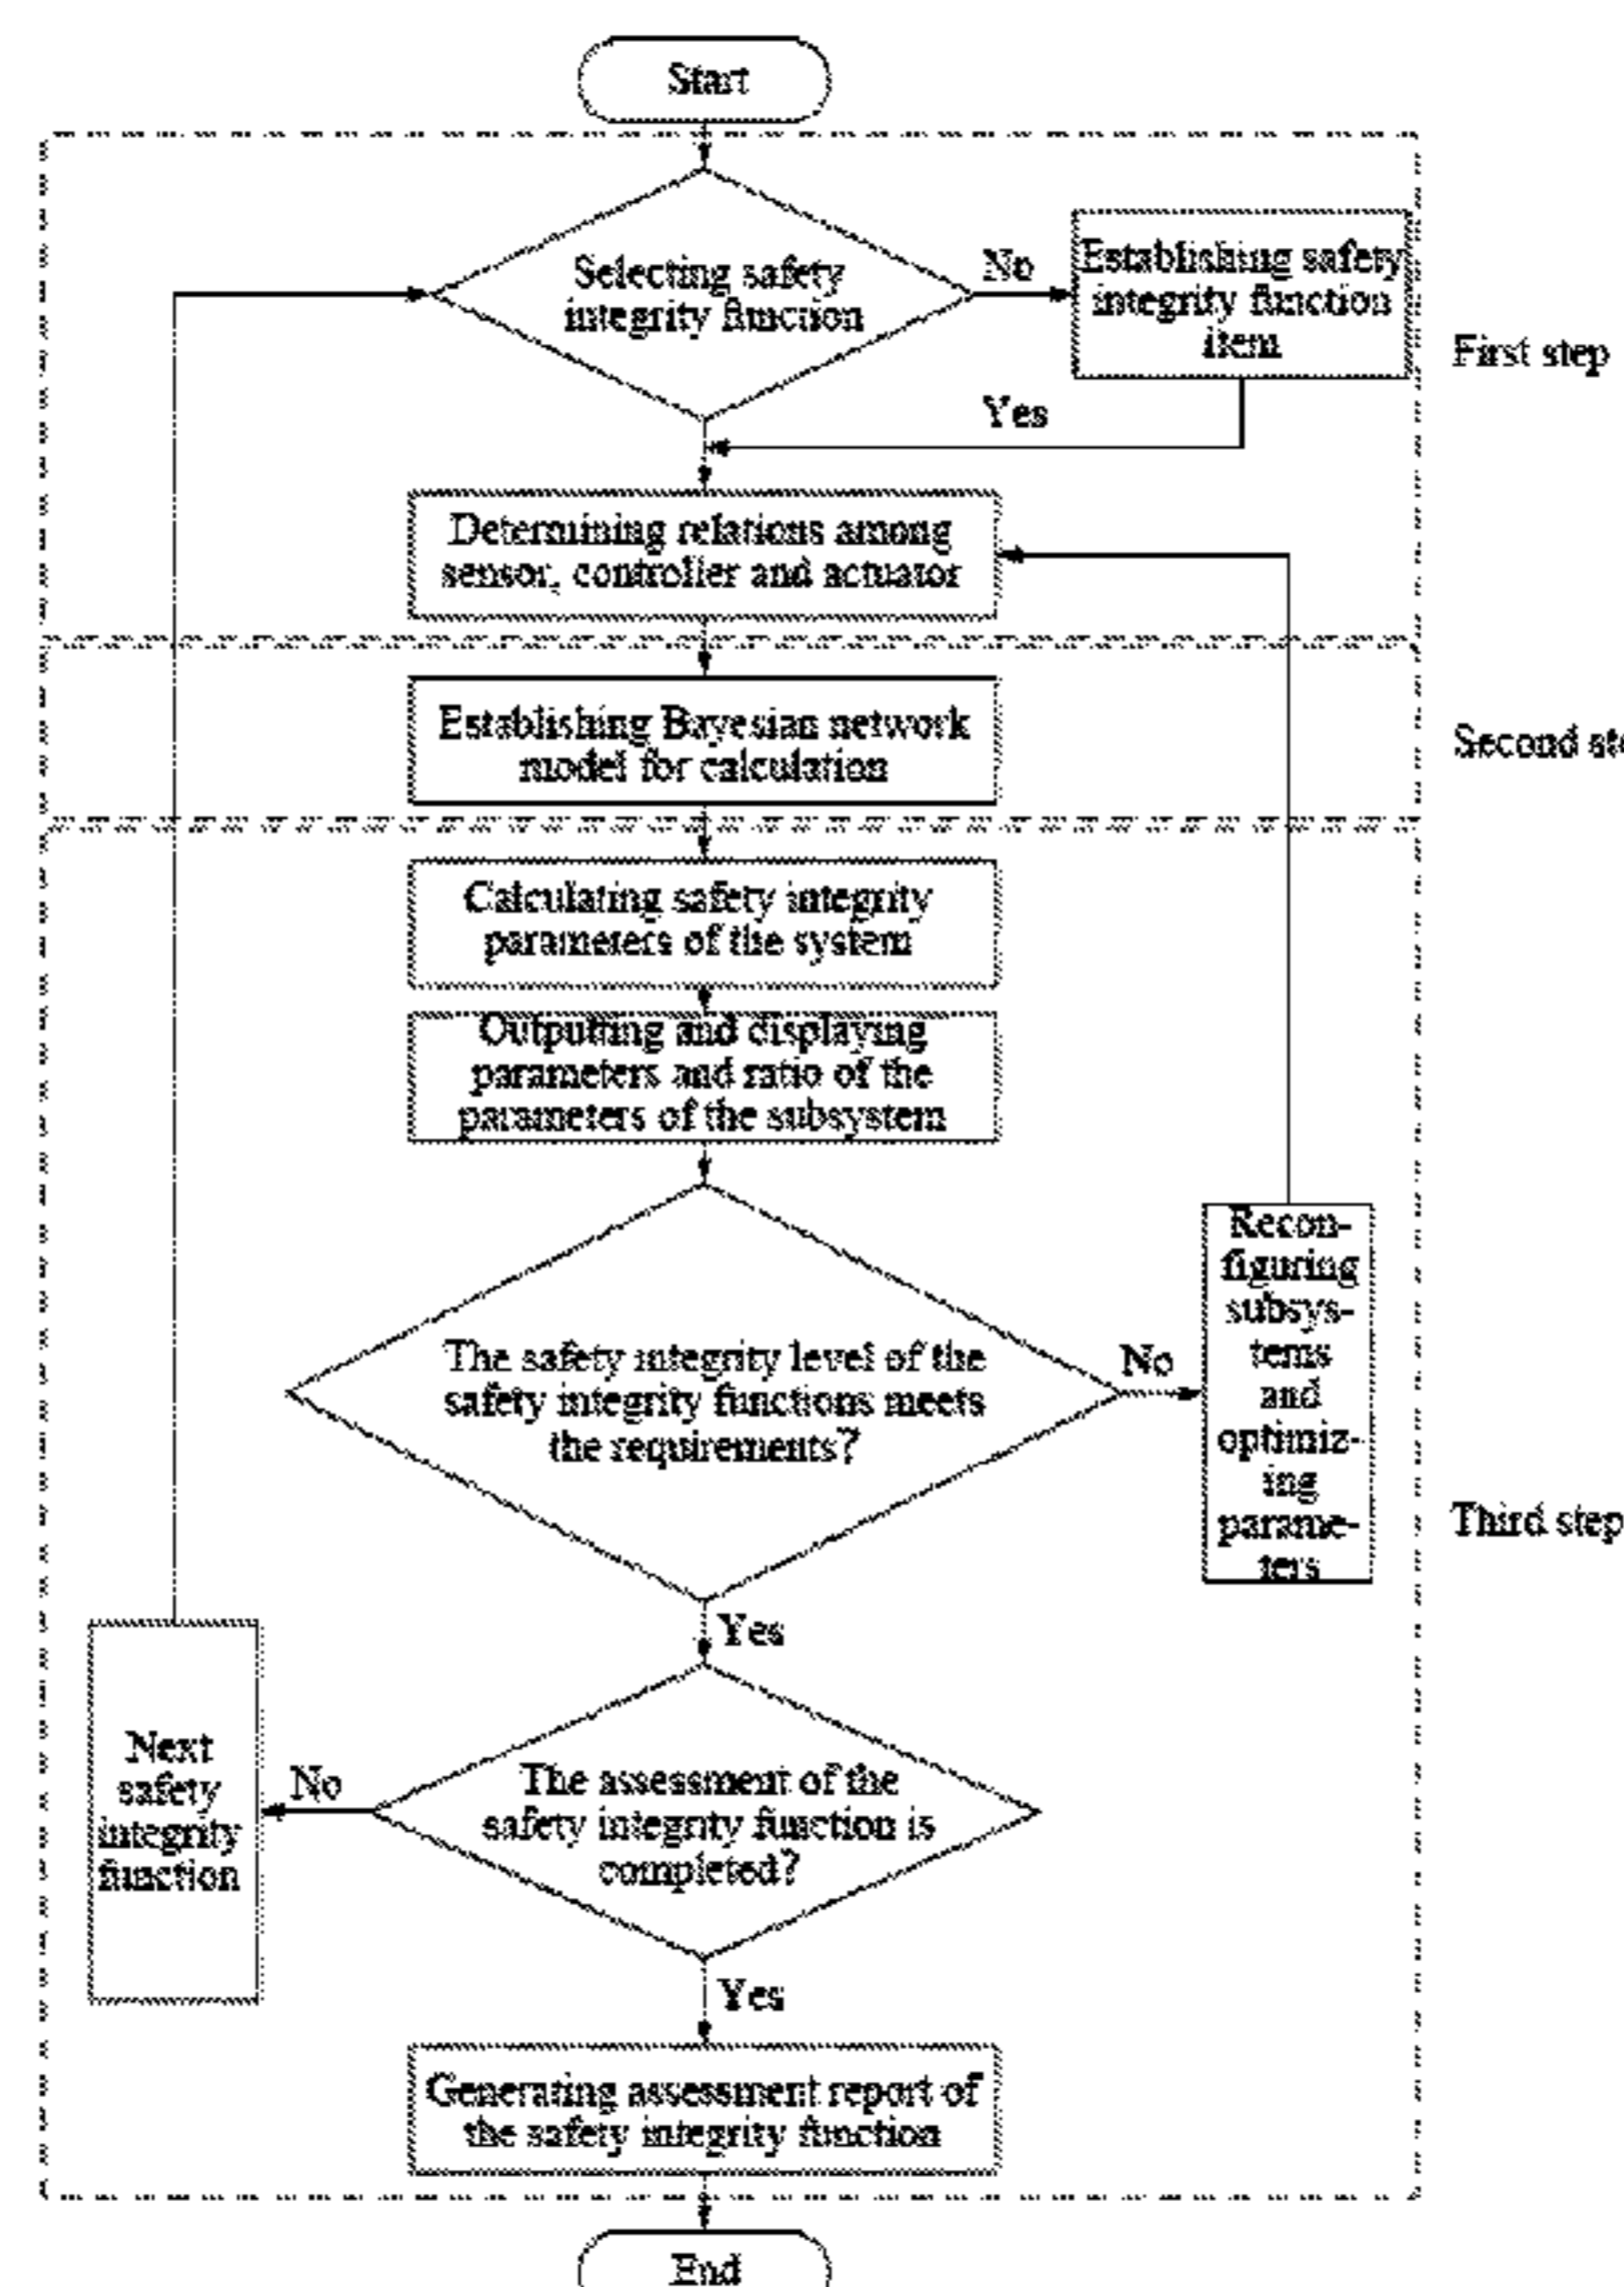 Start
Selecting safety
integrity function
No
Establishing safety
integrity function
item
First step
Yes
Determining relations among
sensor, controller and actuator
Establishing Bayesian network
model for calculation
Second ste
Calculating safety integrity
parameters of the system
Outputting and displaying
parameters and ratio of the
parameters of the subsystem
The safety integrity level of the
safety integrity functions meets
the requirements?
No
Recon-
figuring
subsys-
tems
and
optimiz-
ing
parame-
ters
Third step
Yes
Next
safety
integrity
function
No
The assessment of the
safety integrity function is
completed?
Yes
Generating assessment report of
the safety integrity function
End